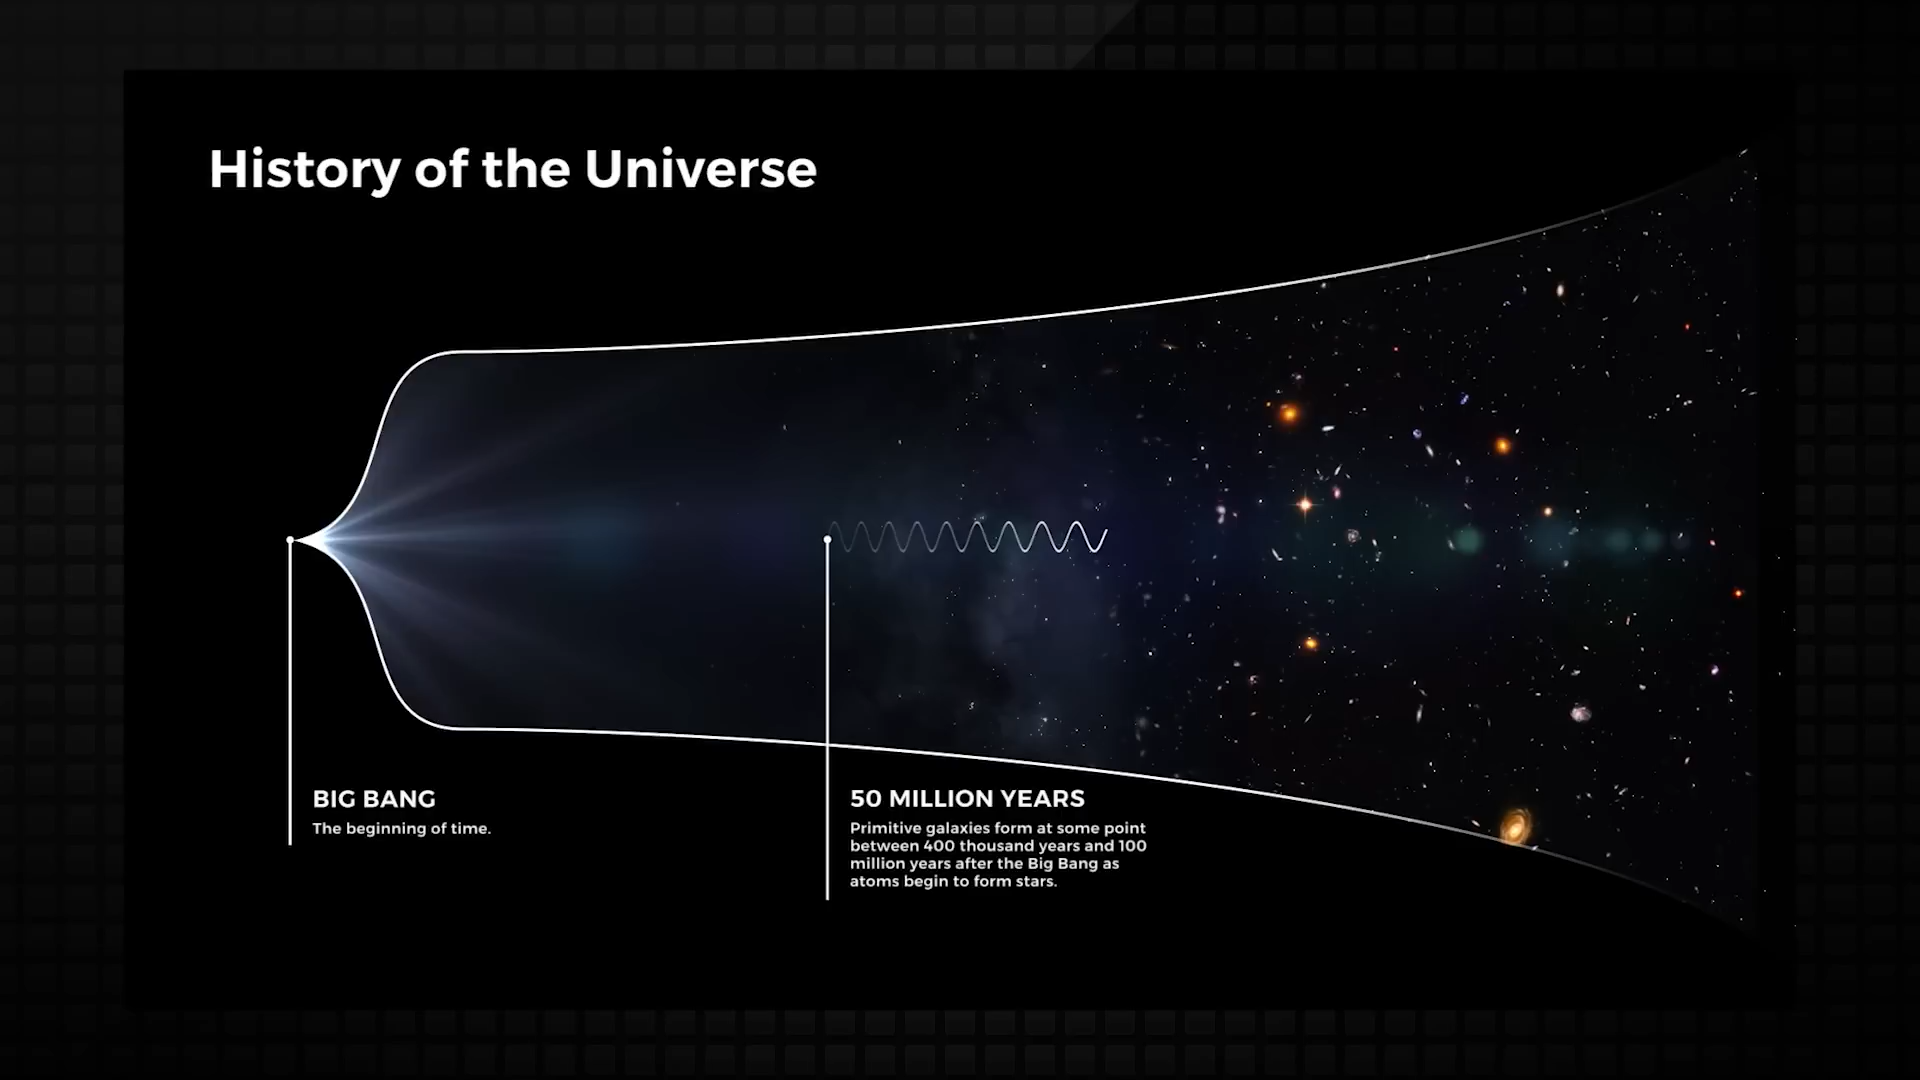 History of the Universe
BIG BANG
The beginning of time.
50 MILLION YEARS
Primitive galaxies form at some point
between 400 thousand years and 100
million years after the Big Bang as
atoms begin to form stars.